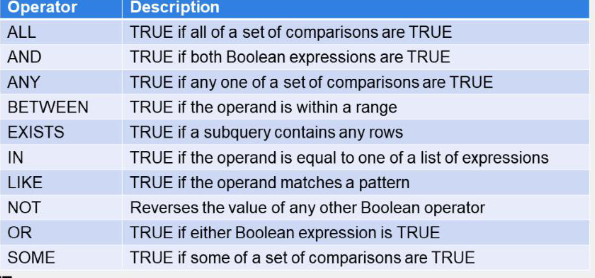 Operator Description
ALL TRUE if all of a set of comparisons are TRUE
AND TRUE if both Boolean expressions are TRUE
ANY TRUE if any one of a set of comparisons are TRUE
BETWEEN TRUE if the operand is within a range
EXISTS TRUE if a subquery contains any rows
IN TRUE if the operand is equal to one of a list of expressions
LIKE TRUE if the operand matches a pattern
NOT Reverses the value of any other Boolean operator
OR TRUE if either Boolean expression is TRUE
SOME TRUE if some of a set of comparisons are TRUE